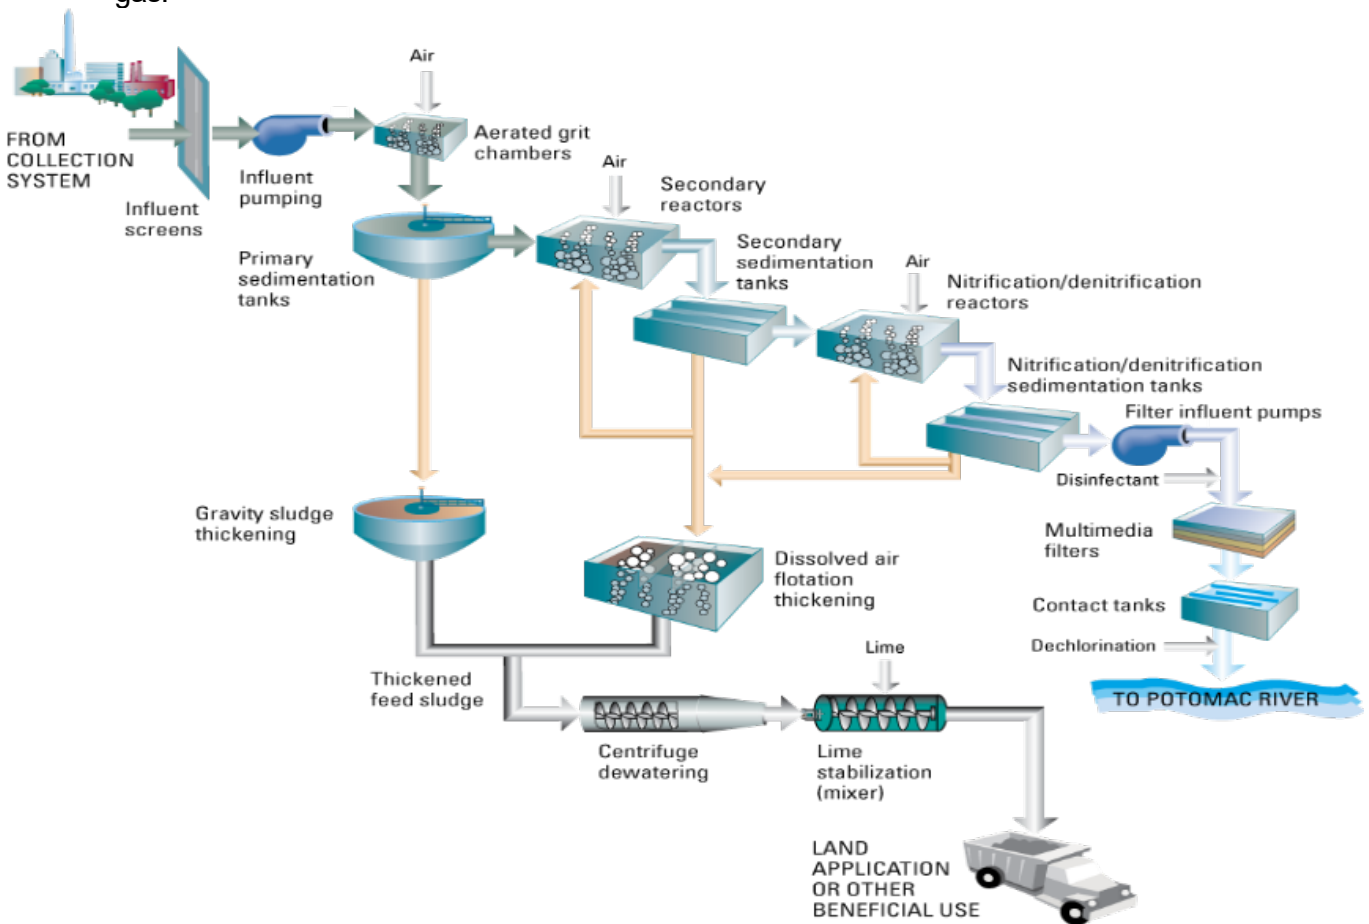 gas.
Air
FROM
COLLECTION
SYSTEM
Aerated grit
chambers
Influent
pumping
Influent
screens
Air
Secondary
reactors
Primary
sedimentation
tanks
Secondary
sedimentation
tanks
Air
Nitrification/denitrification
reactors
Nitrification/denitrification
sedimentation tanks
Filter influent pumps
Disinfectant
Gravity sludge
thickening
Multimedia
filters
Dissolved air
flotation
thickening
Contact tanks
Dechlorination
Lime
Thickened
feed sludge
TO POTOMAC RIVER
Centrifuge
dewatering
Lime
stabilization
(mixer)
LAND
APPLICATION
OR OTHER
BENEFICIAL USE